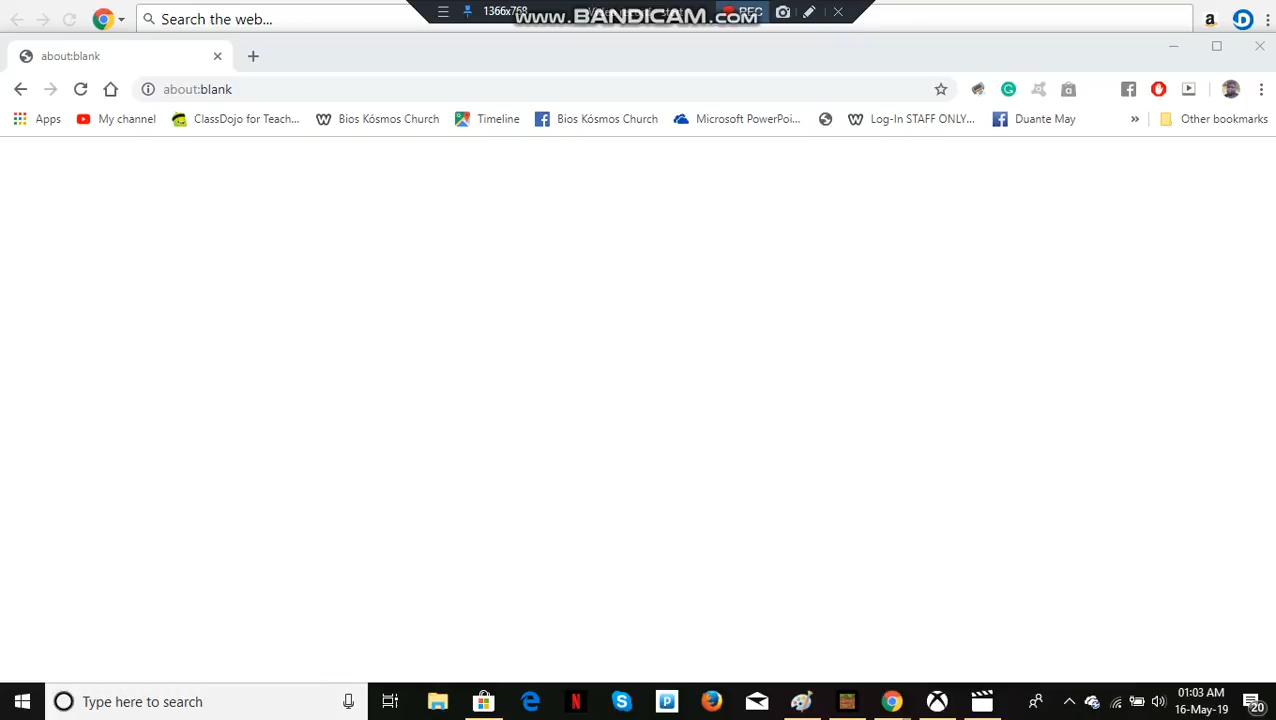 Search the web...
1366x768
www.BANDICAM.com
REC
a
about:blank
about:blank
Apps
My channel
ClassDojo for Teach...
Bios Kósmos Church
Timeline
Bios Kósmos Church
Microsoft PowerPoi...
Log-In STAFF ONLY...
Duante May
»
Other bookmarks
Type here to search
01:03 AM
16-May-19
20